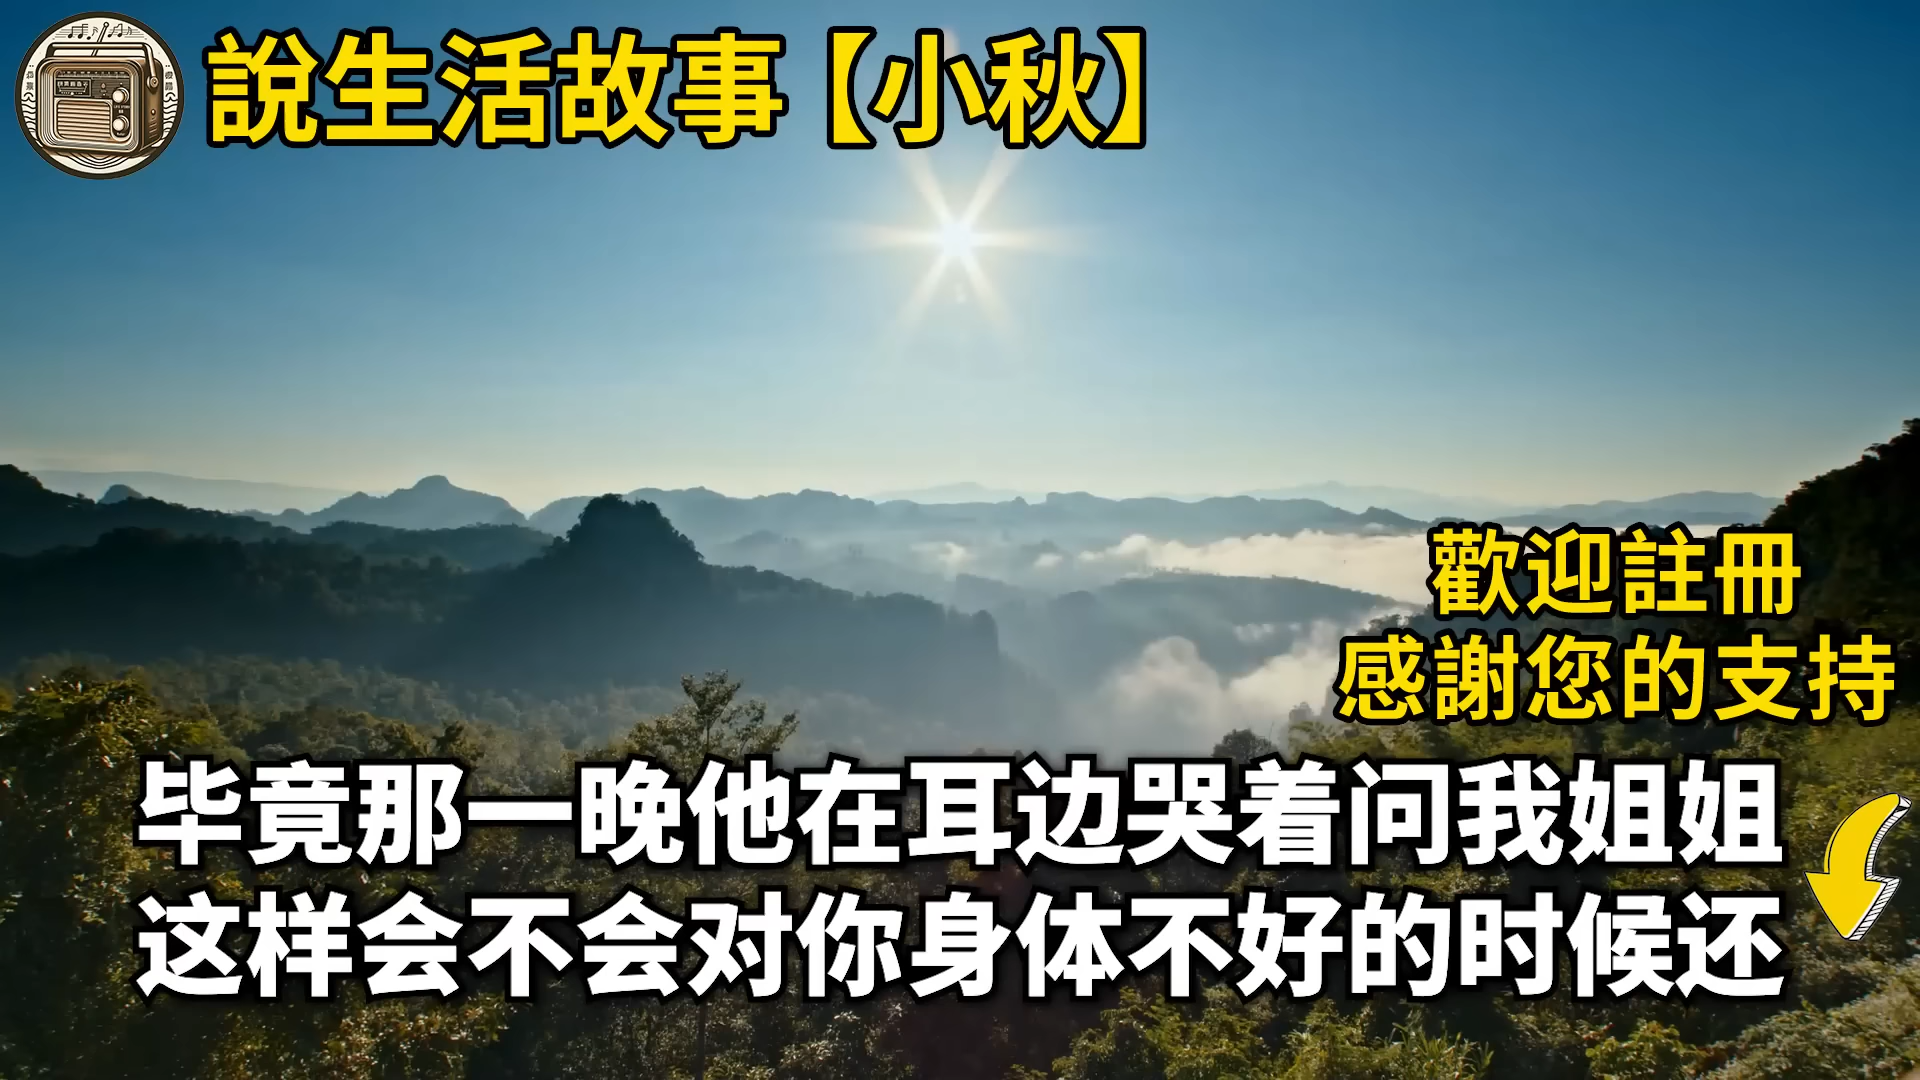 說生活故事【小秋】
歡迎註冊
感謝您的支持
毕竟那一晚他在耳边哭着问我姐姐
这样会不会对你身体不好的时候还